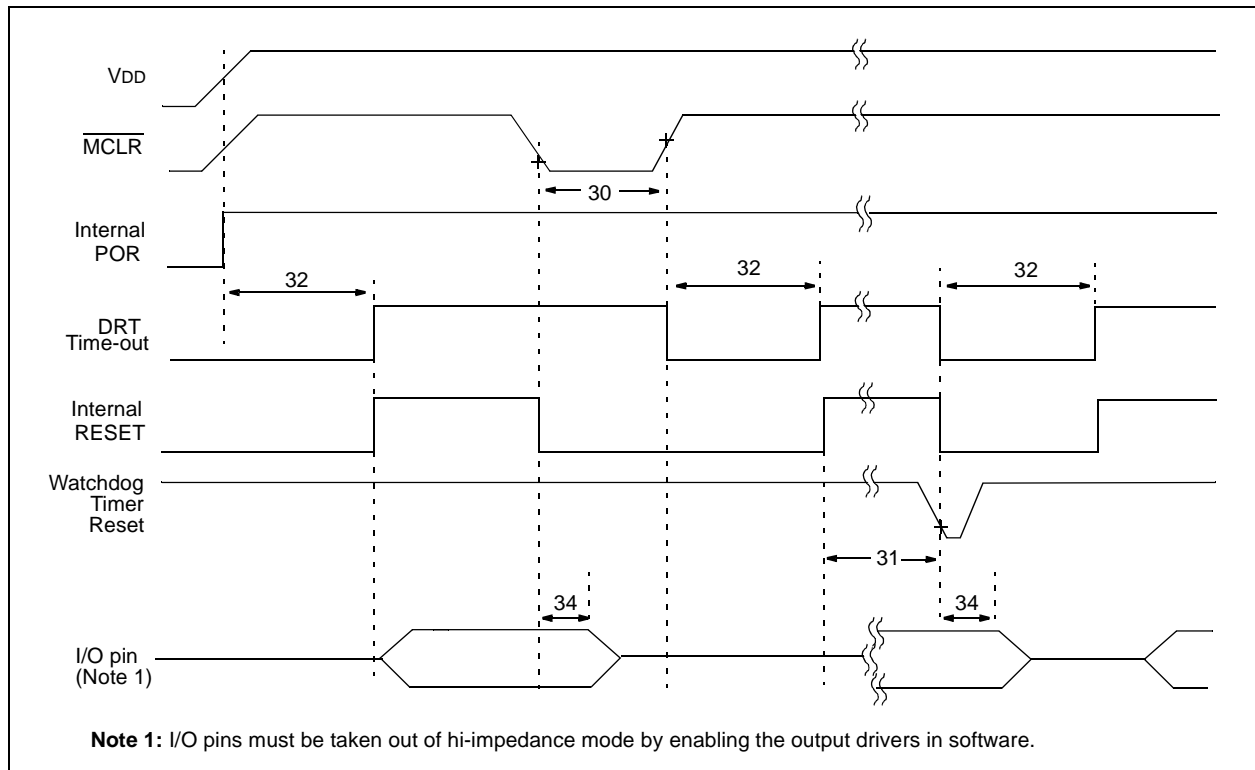 VDD
MCLR
30
Internal
POR
32
32
32
DRT
Time-out
Internal
RESET
Watchdog
Timer
Reset
31
34
34
I/O pin
(Note 1)
Note 1: I/O pins must be taken out of hi-impedance mode by enabling the output drivers in software.